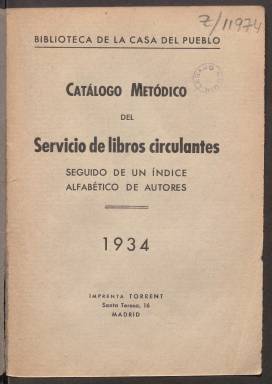 Z/11974
BIBLIOTECA DE LA CASA DEL PUEBLO
CATÁLOGO METÓDICO
DEL
Servicio de libros circulantes
SEGUIDO DE UN ÍNDICE
ALFABÉTICO DE AUTORES
1934
IMPRENTA TORRENT
Santa Teresa, 16
MADRID